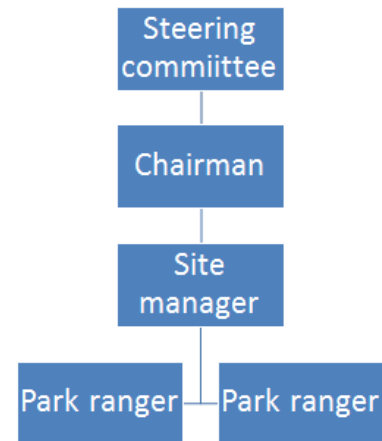 Steering
commiittee
Chairman
Site
manager
Park ranger
Park ranger